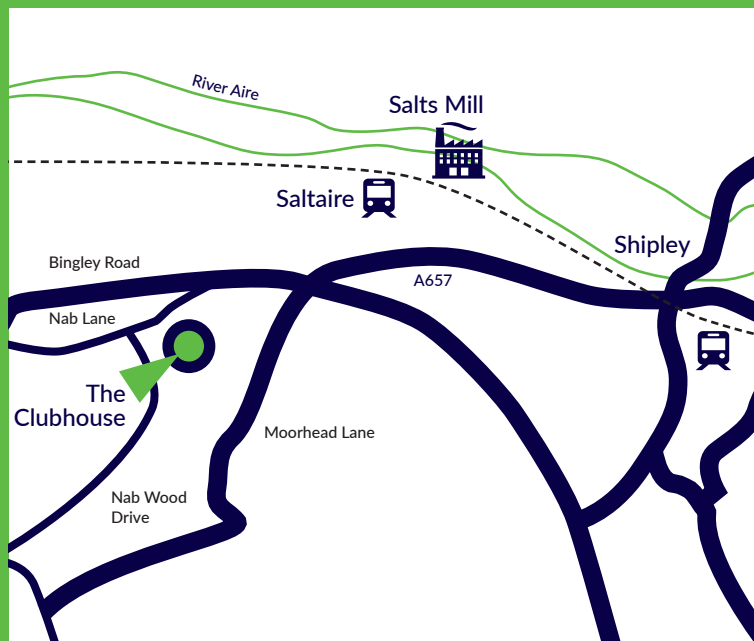 River Aire
Salts Mill
Saltaire
Shipley
Bingley Road
A657
Nab Lane
The
Clubhouse
Moorhead Lane
Nab Wood
Drive